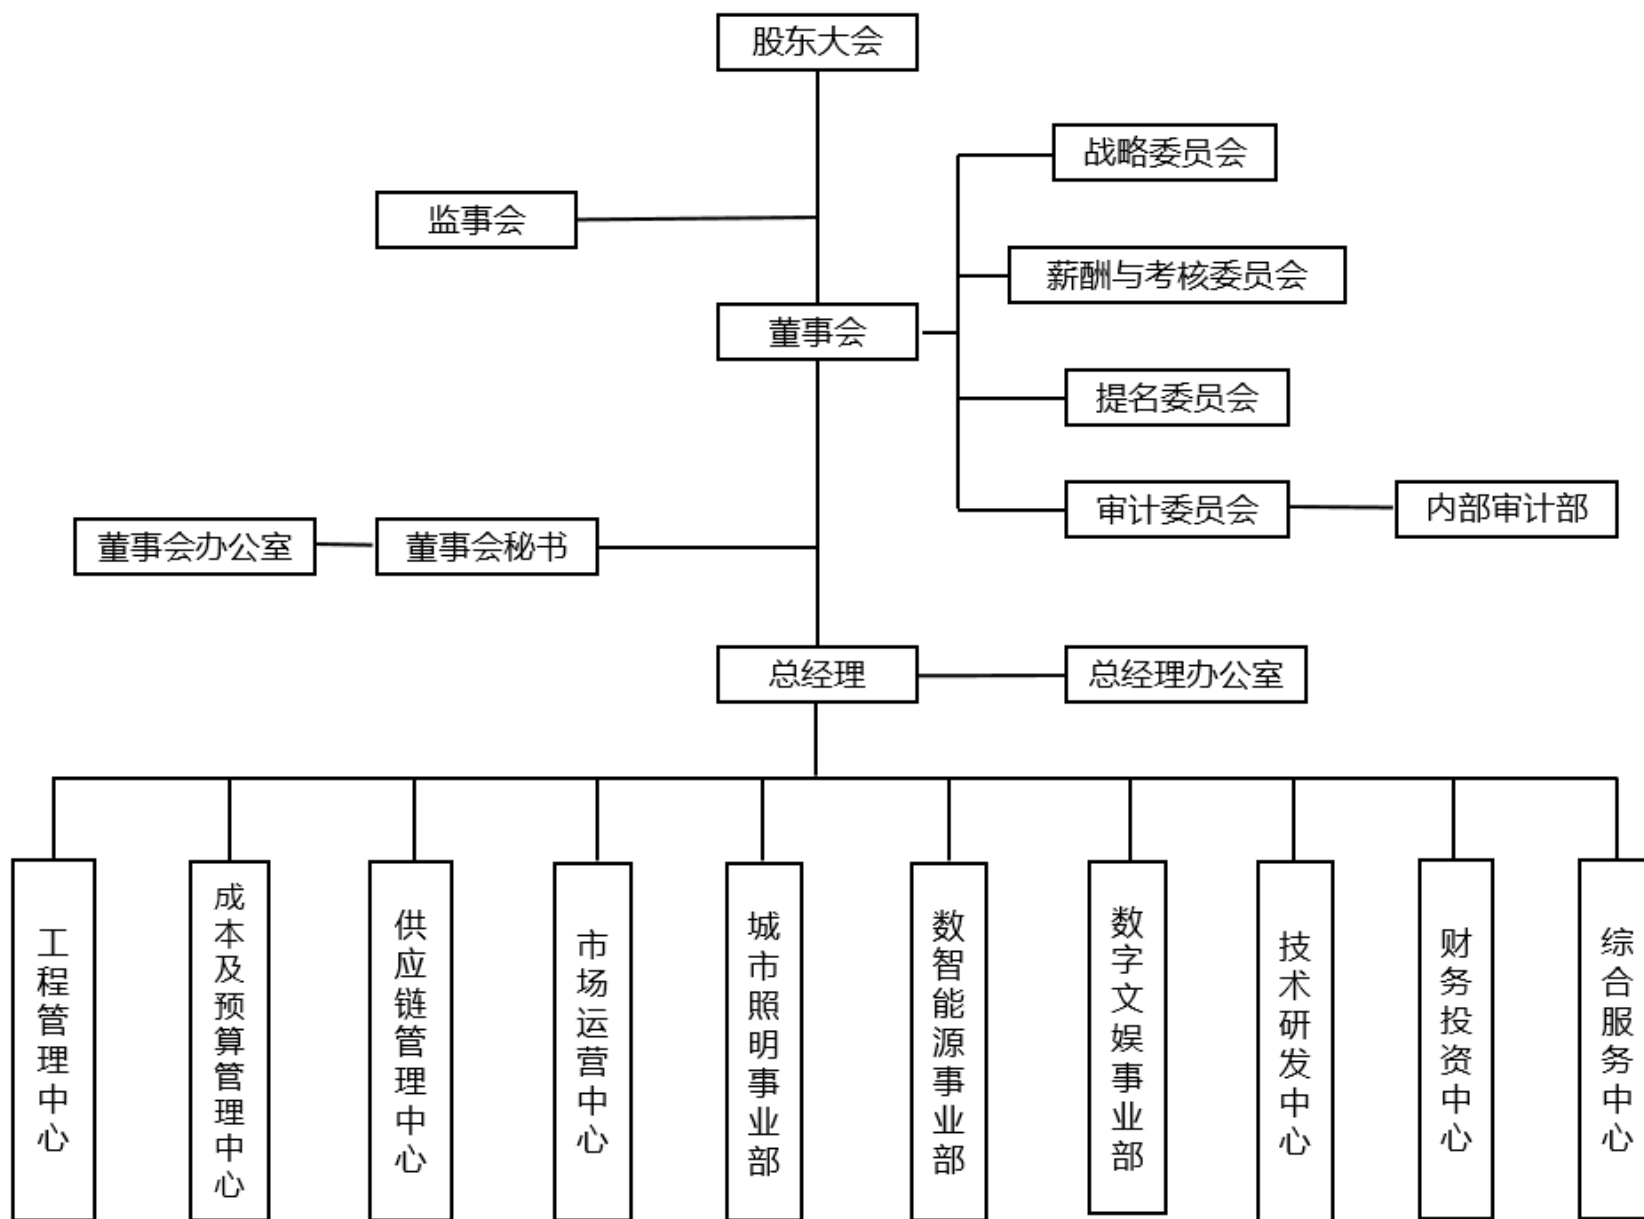 股东大会
战略委员会
监事会
薪酬与考核委员会
董事会
提名委员会
审计委员会
内部审计部
董事会办公室
董事会秘书
总经理
总经理办公室
工程管理中心
成本及预算管理中心
供应链管理中心
市场运营中心
城市照明事业部
数智能源事业部
数字文娱事业部
技术研发中心
财务投资中心
综合服务中心